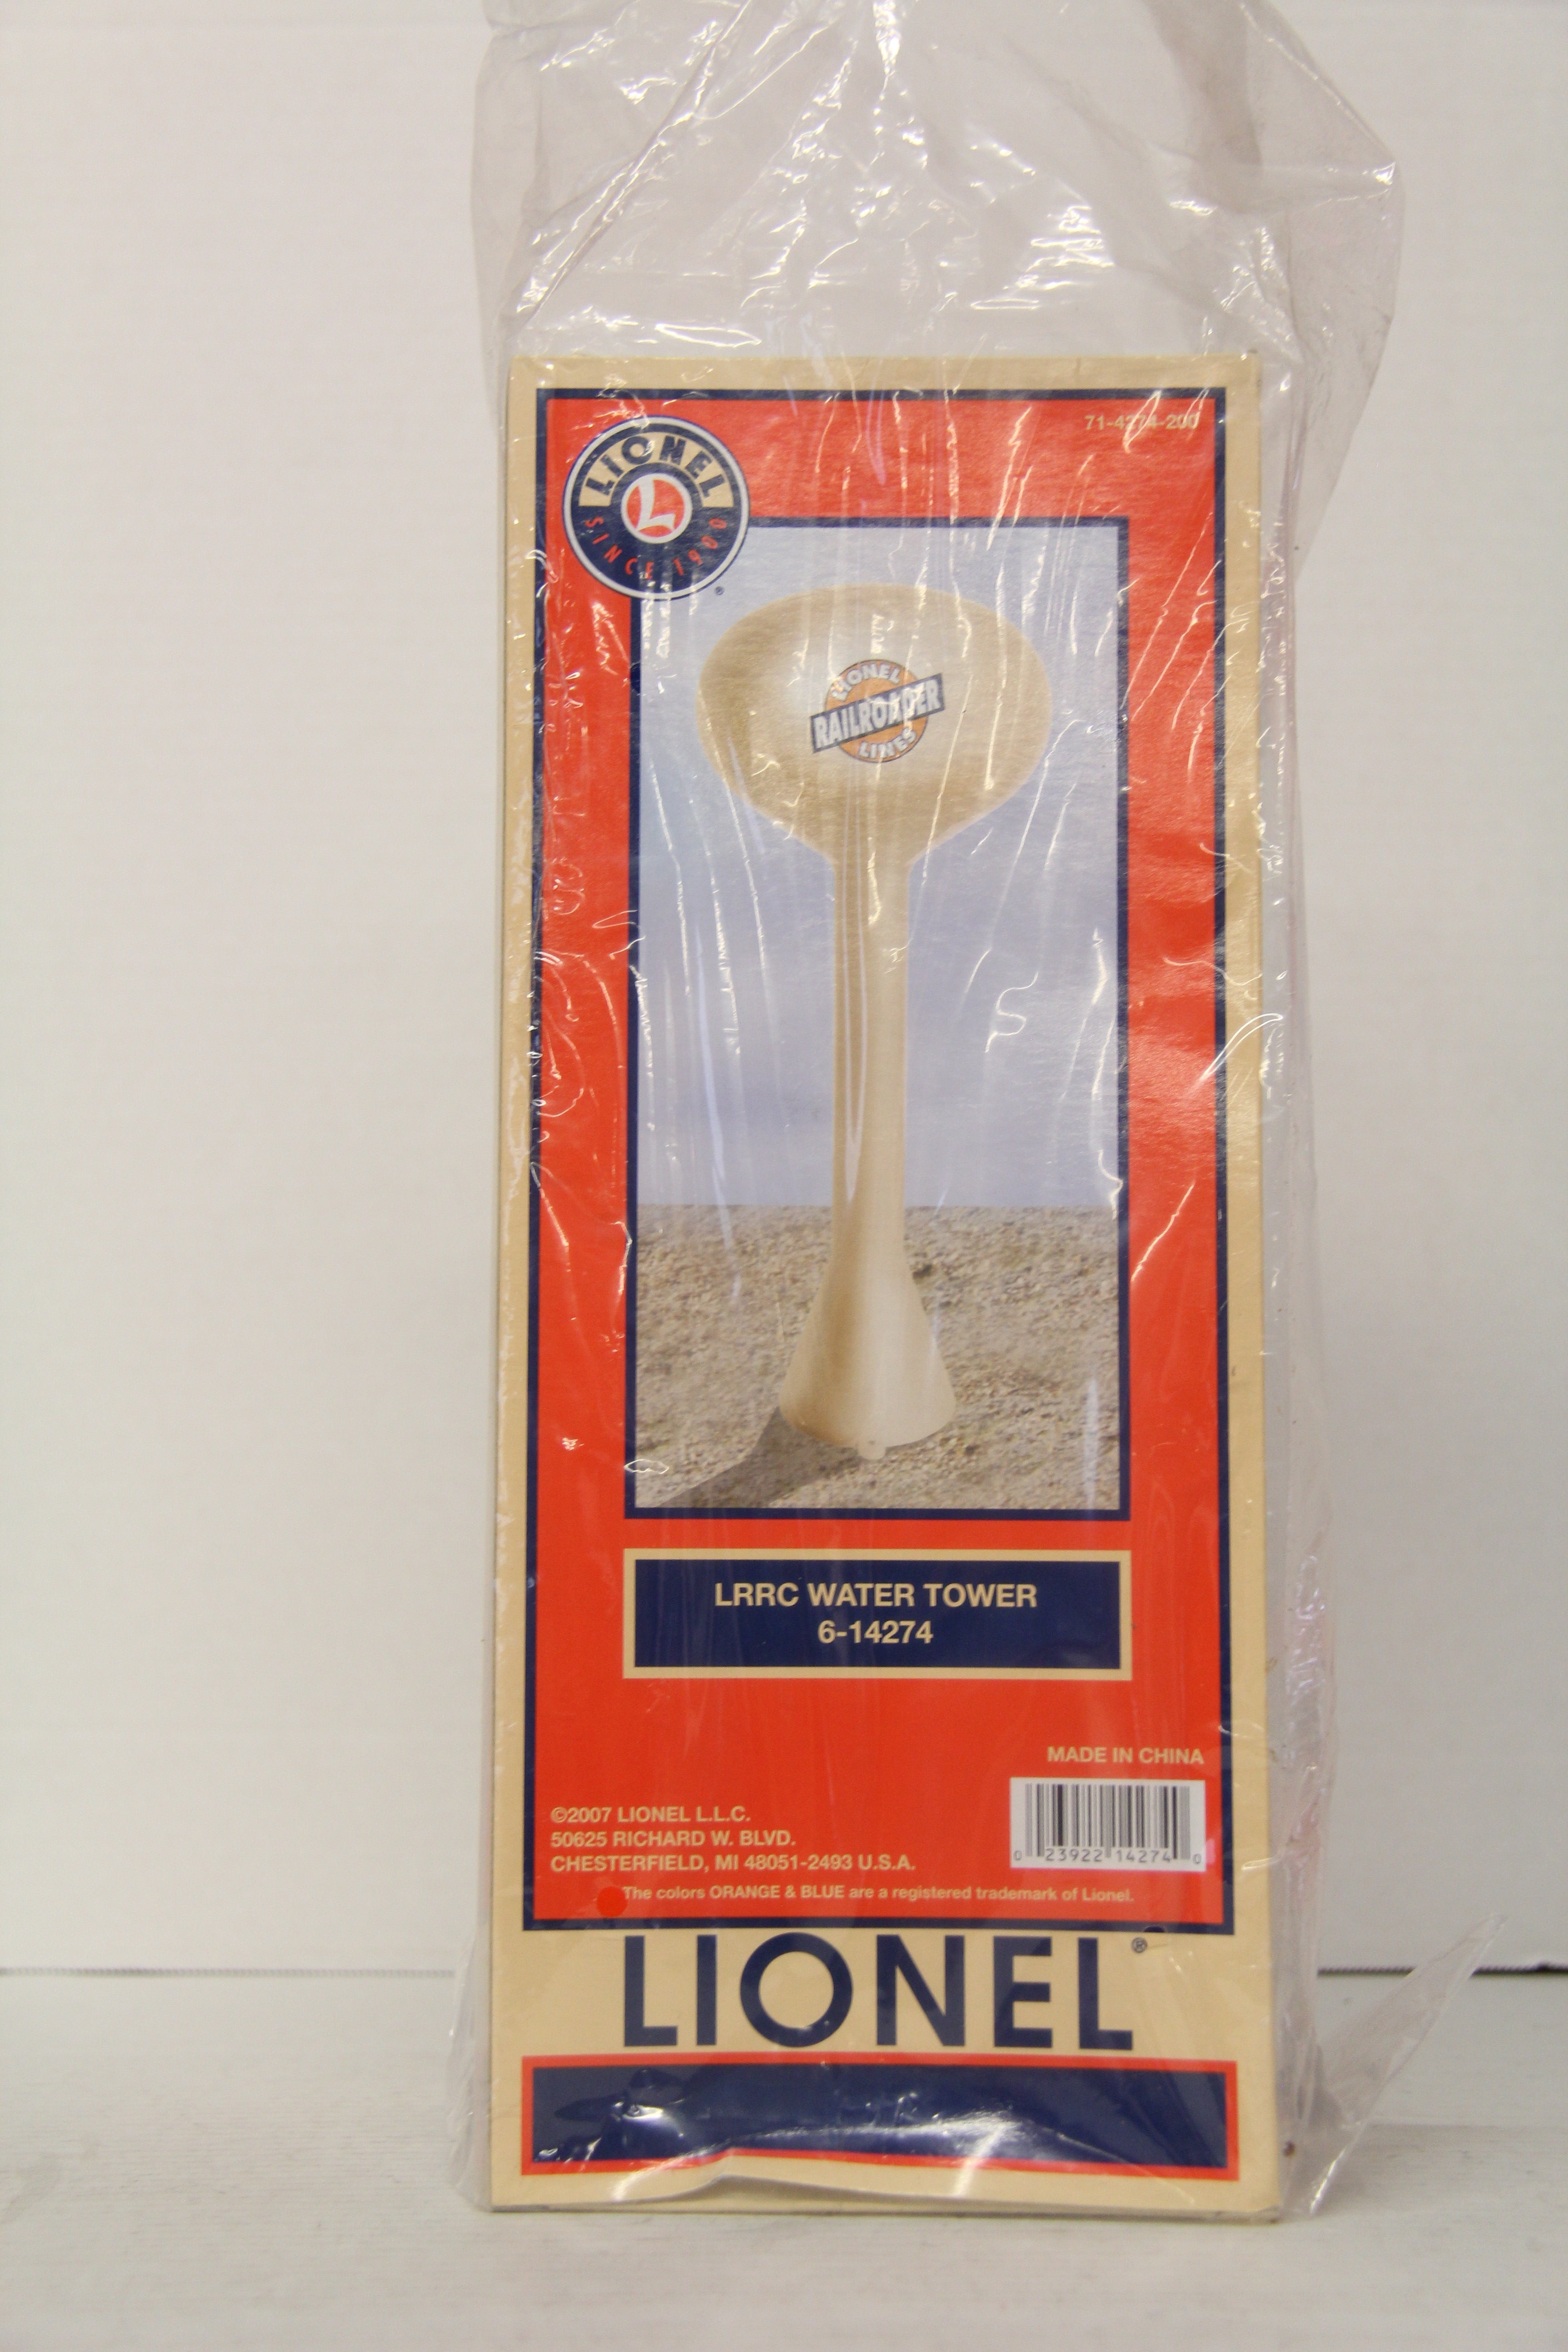 71-4274-200
LIONEL
L
SINCE 1900
®
LIONEL
RAILROADER
LINES
LRRC WATER TOWER
6-14274
MADE IN CHINA
©2007 LIONEL L.L.C.
50625 RICHARD W. BLVD.
CHESTERFIELD, MI 48051-2493 U.S.A.
0 23922 14274 0
The colors ORANGE & BLUE are a registered trademark of Lionel.
LIONEL®